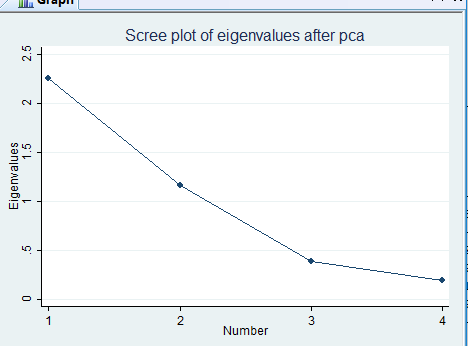 Graph
Scree plot of eigenvalues after pca
Eigenvalues
2.5
2
1.5
1
.5
0
1 2 3 4
Number